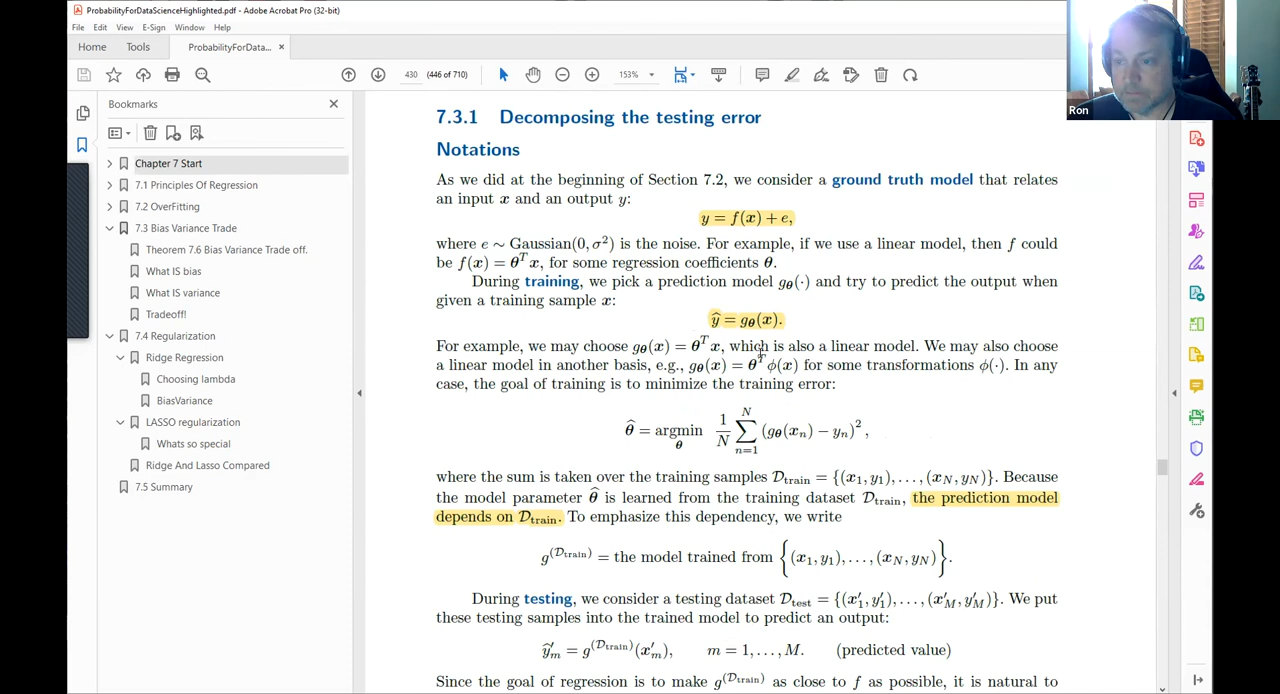 ProbabilityForDataScienceHighlighted.pdf - Adobe Acrobat Pro (32-bit)
File Edit View E-Sign Window Help
Home Tools ProbabilityForData... ×
430 (446 of 710) 153%
Ron
Bookmarks
Chapter 7 Start
7.1 Principles Of Regression
7.2 OverFitting
7.3 Bias Variance Trade
Theorem 7.6 Bias Variance Trade off.
What IS bias
What IS variance
Tradeoff!
7.4 Regularization
Ridge Regression
Choosing lambda
BiasVariance
LASSO regularization
Whats so special
Ridge And Lasso Compared
7.5 Summary
7.3.1 Decomposing the testing error
Notations
As we did at the beginning of Section 7.2, we consider a ground truth model that relates
an input x and an output y:
y = f(x) + e,
where e ∼ Gaussian(0, σ²) is the noise. For example, if we use a linear model, then f could
be f(x) = θᵀx, for some regression coefficients θ.
During training, we pick a prediction model g_θ(·) and try to predict the output when
given a training sample x:
ŷ = g_θ(x).
For example, we may choose g_θ(x) = θᵀx, which is also a linear model. We may also choose
a linear model in another basis, e.g., g_θ(x) = θᵀϕ(x) for some transformations ϕ(·). In any
case, the goal of training is to minimize the training error:
θ̂ = argmin_θ 1/N ∑_{n=1}^{N} (g_θ(x_n) − y_n)²,
where the sum is taken over the training samples D_train = {(x₁, y₁), . . . , (x_N, y_N)}. Because
the model parameter θ̂ is learned from the training dataset D_train, the prediction model
depends on D_train. To emphasize this dependency, we write
g^(D_train) = the model trained from {(x₁, y₁), . . . , (x_N, y_N)}.
During testing, we consider a testing dataset D_test = {(x′₁, y′₁), . . . , (x′_M, y′_M)}. We put
these testing samples into the trained model to predict an output:
ŷ′_m = g^(D_train)(x′_m), m = 1, . . . , M. (predicted value)
Since the goal of regression is to make g^(D_train) as close to f as possible, it is natural to